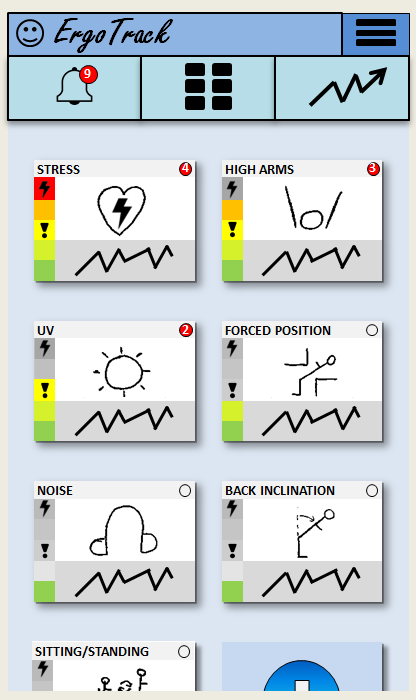 ErgoTrack
9
STRESS
4
HIGH ARMS
3
UV
2
FORCED POSITION
NOISE
BACK INCLINATION
SITTING/STANDING